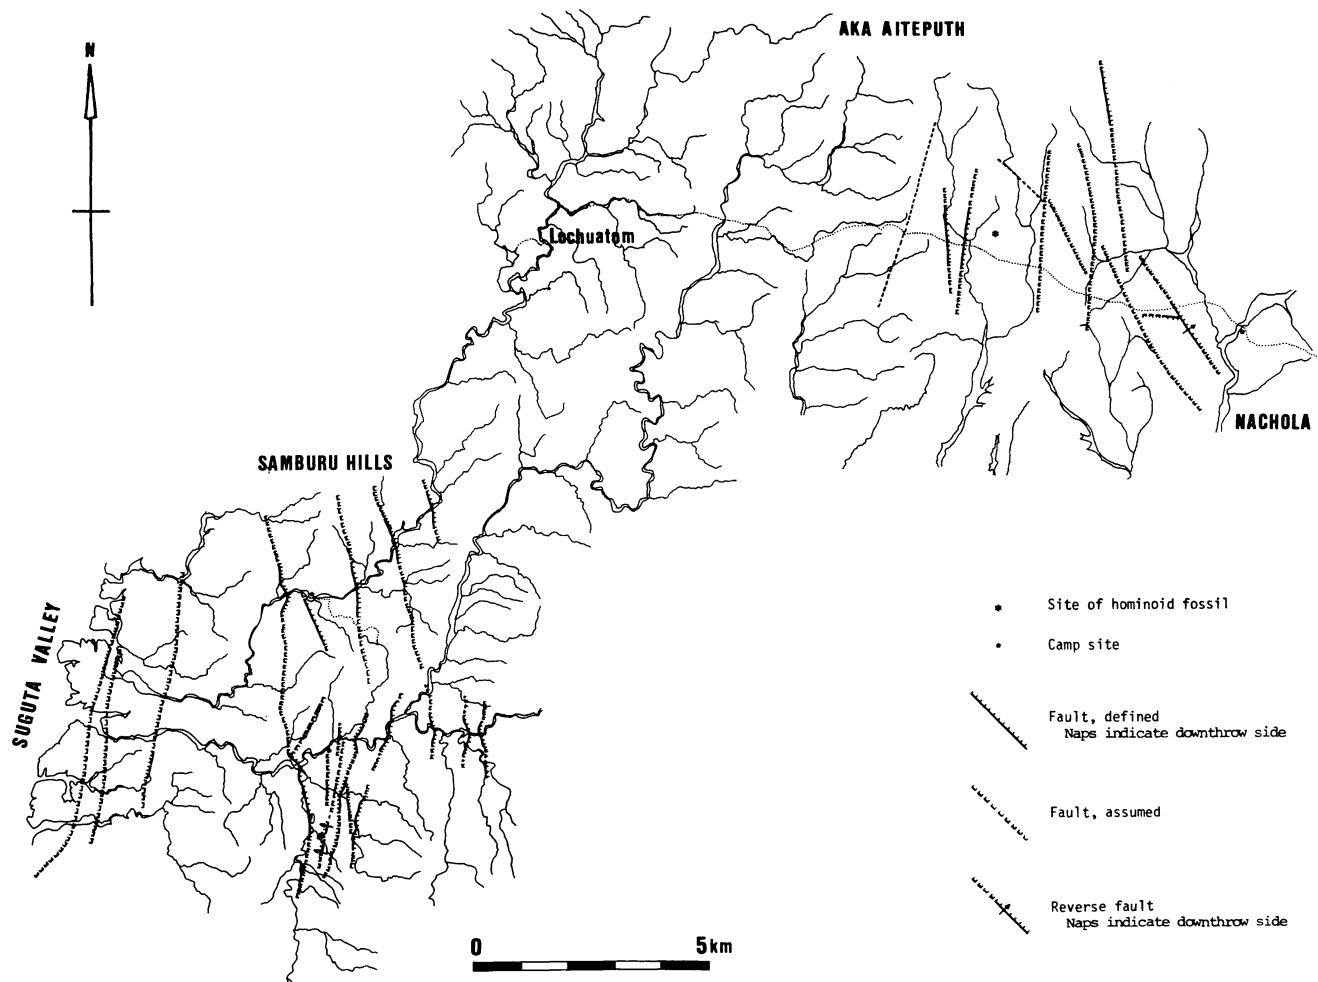 AKA AITEPUTH
N
Lochuatom
NACHOLA
SAMBURU HILLS
SUGUTA VALLEY
Site of hominoid fossil
Camp site
Fault, defined
Naps indicate downthrow side
Fault, assumed
Reverse fault
Naps indicate downthrow side
0 5km